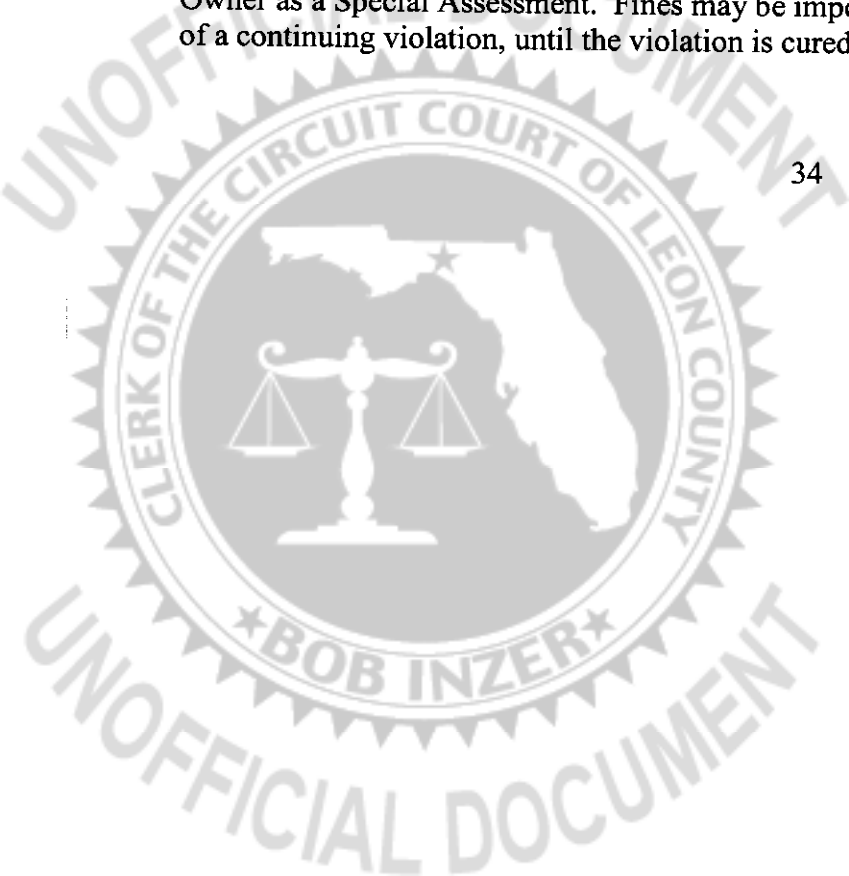 Owner as a Special Assessment. Fines may be impo
of a continuing violation, until the violation is cured
34
UNOFFICIAL DOCUMENT
CLERK OF THE CIRCUIT COURT OF LEON COUNTY
BOB INZER
UNOFFICIAL DOCUMENT